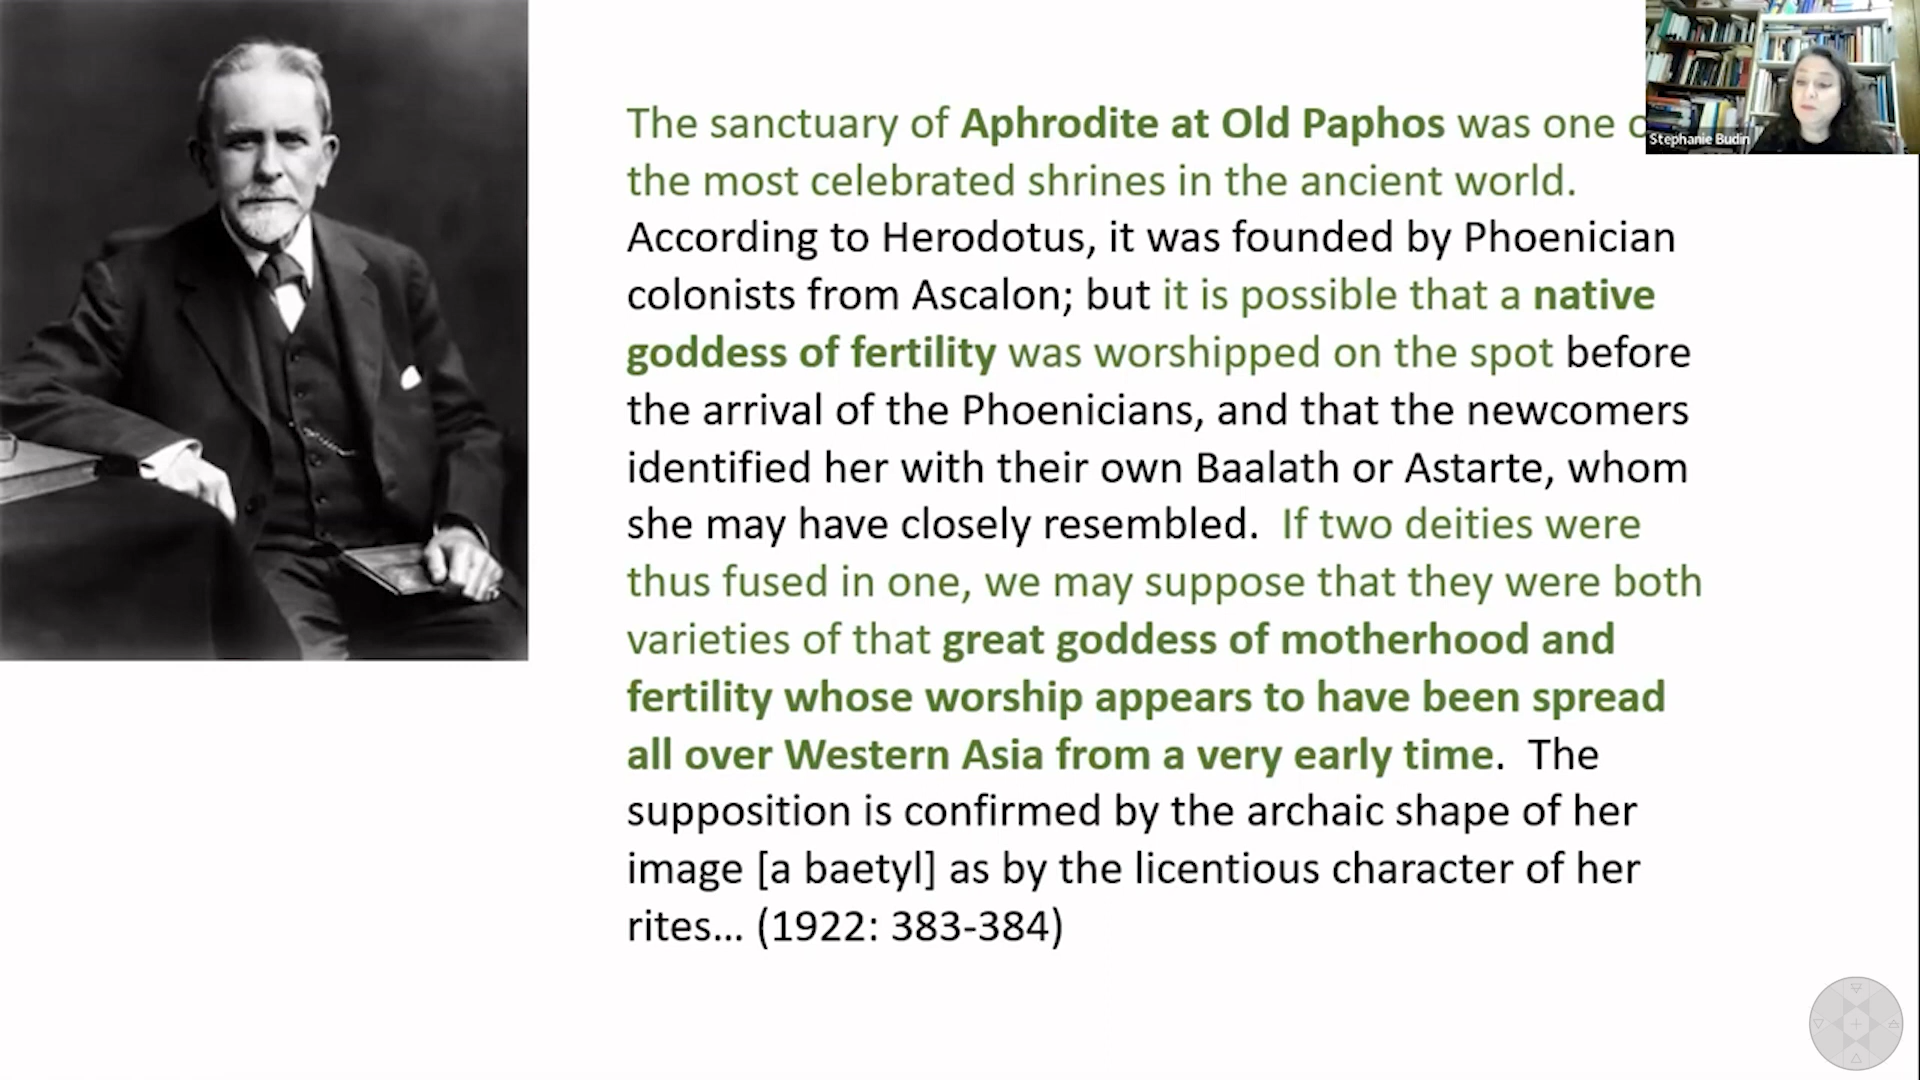 The sanctuary of Aphrodite at Old Paphos was one
the most celebrated shrines in the ancient world.
According to Herodotus, it was founded by Phoenician
colonists from Ascalon; but it is possible that a native
goddess of fertility was worshipped on the spot before
the arrival of the Phoenicians, and that the newcomers
identified her with their own Baalath or Astarte, whom
she may have closely resembled.  If two deities were
thus fused in one, we may suppose that they were both
varieties of that great goddess of motherhood and
fertility whose worship appears to have been spread
all over Western Asia from a very early time.  The
supposition is confirmed by the archaic shape of her
image [a baetyl] as by the licentious character of her
rites… (1922: 383-384)
Stephanie Budin